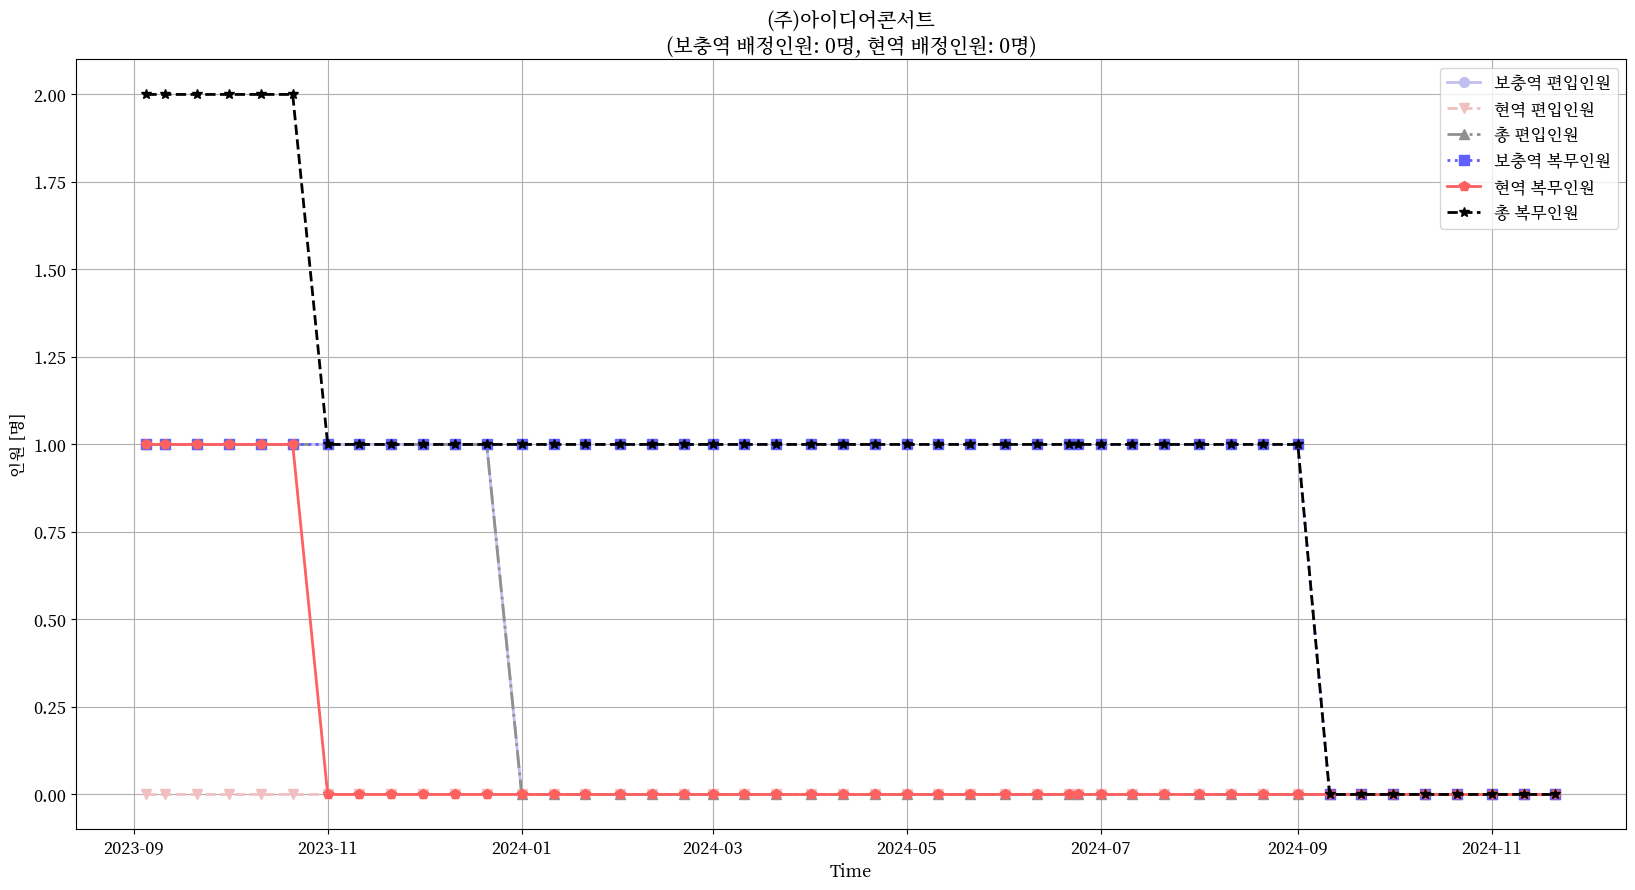 (주)아이디어콘서트
(보충역 배정인원: 0명, 현역 배정인원: 0명)
보충역 편입인원
현역 편입인원
총 편입인원
보충역 복무인원
현역 복무인원
총 복무인원
2.00
1.75
1.50
1.25
1.00
0.75
0.50
0.25
0.00
인원 [명]
2023-09 2023-11 2024-01 2024-03 2024-05 2024-07 2024-09 2024-11
Time